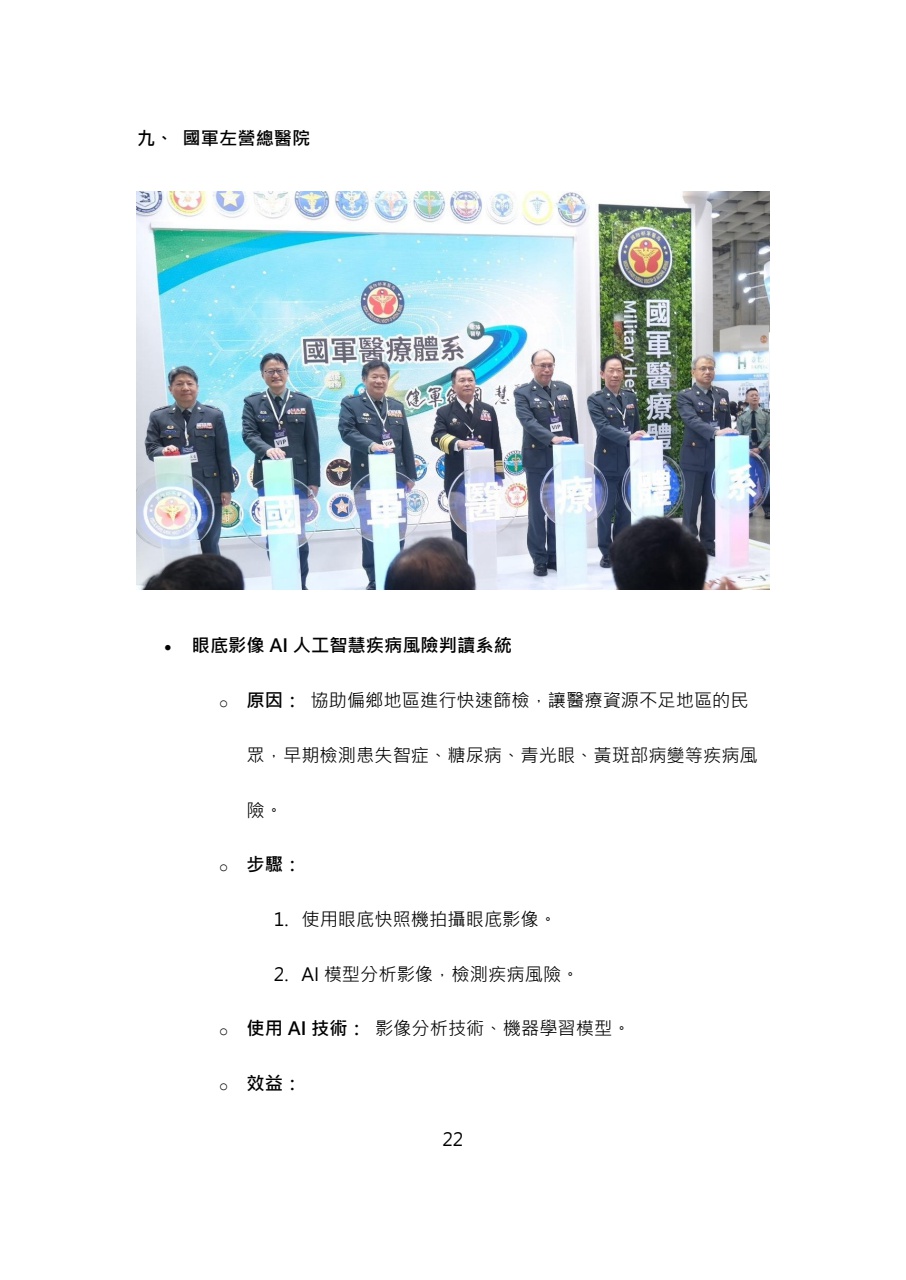 九、 國軍左營總醫院
國軍醫療體系
健軍
慧
國軍醫療體
Military He
VIP
VIP
VIP
國 軍 醫 療 體 系
• 眼底影像 AI 人工智慧疾病風險判讀系統
o 原因： 協助偏鄉地區進行快速篩檢，讓醫療資源不足地區的民
眾，早期檢測患失智症、糖尿病、青光眼、黃斑部病變等疾病風
險。
o 步驟：
1. 使用眼底快照機拍攝眼底影像。
2. AI 模型分析影像，檢測疾病風險。
o 使用 AI 技術： 影像分析技術、機器學習模型。
o 效益：
22